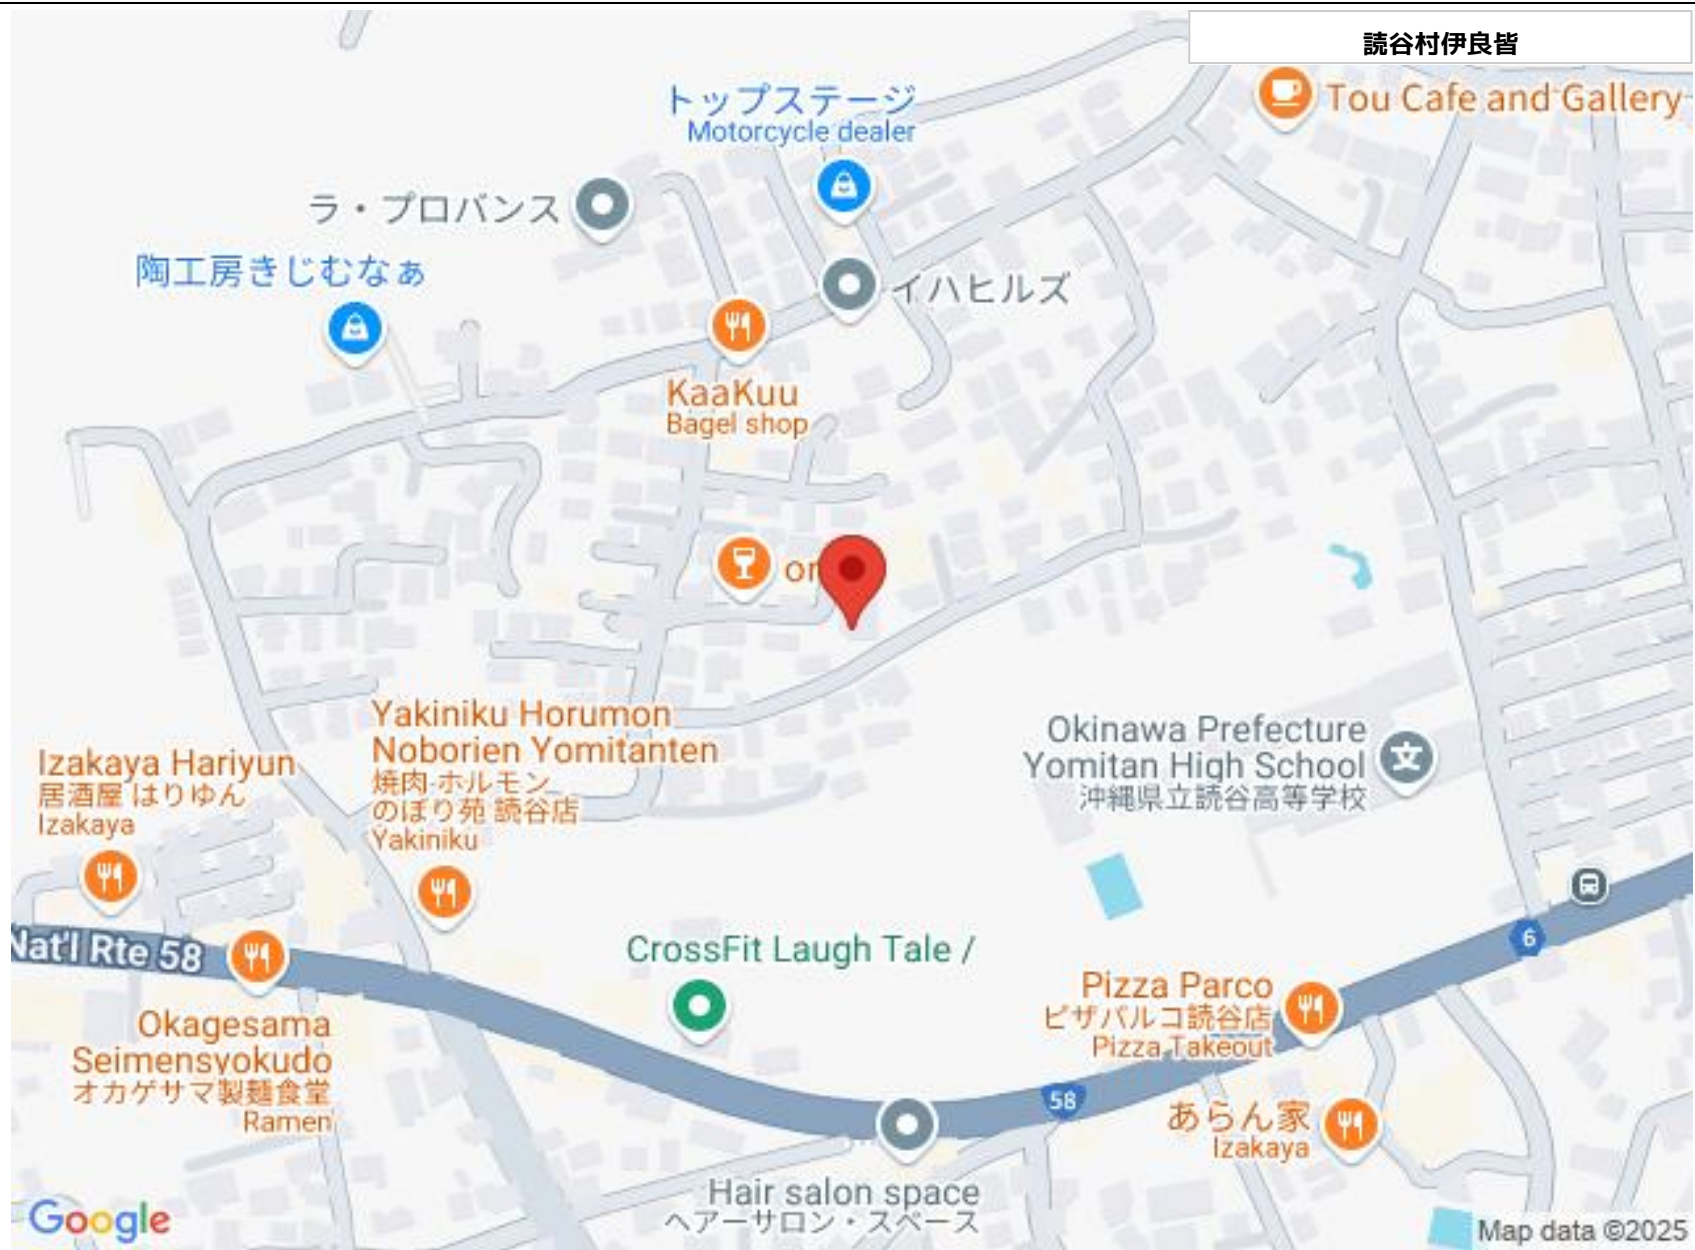 読谷村伊良皆
Tou Cafe and Gallery
トップステージ
Motorcycle dealer
ラ・プロバンス
陶工房きじむなぁ
イハヒルズ
KaaKuu
Bagel shop
Yakiniku Horumon
Noborien Yomitanten
焼肉 ホルモン
のぼり苑 読谷店
Yakiniku
Izakaya Hariyun
居酒屋 はりゆん
Izakaya
Okinawa Prefecture
Yomitan High School
沖縄県立読谷高等学校
文
Nat'l Rte 58
6
CrossFit Laugh Tale /
Okagesama
Seimensyokudo
オカゲサマ製麺食堂
Ramen
Pizza Parco
ピザパルコ読谷店
Pizza Takeout
58
あらん家
Izakaya
Hair salon space
ヘアーサロン・スペース
Google
Map data ©2025